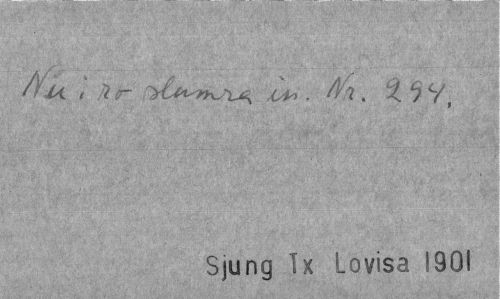 Nu i ro slumra in. Nr. 294.
Sjung Tx Lovisa 1901